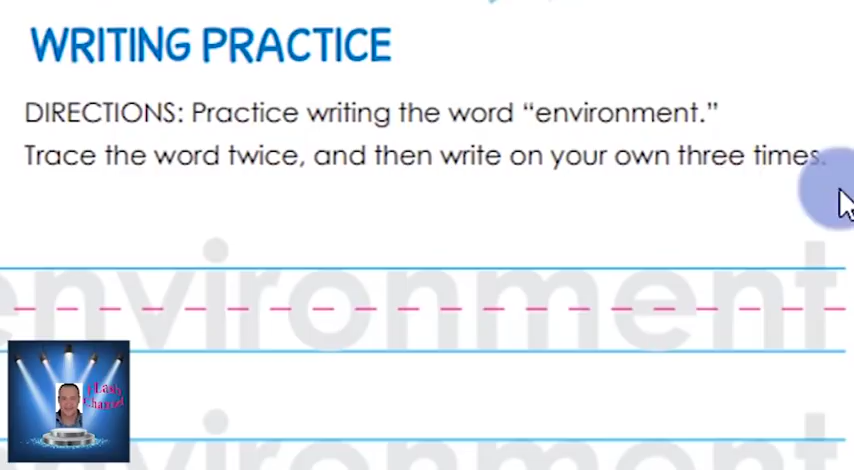 WRITING PRACTICE
DIRECTIONS: Practice writing the word “environment.”
Trace the word twice, and then write on your own three times.
environment
environment